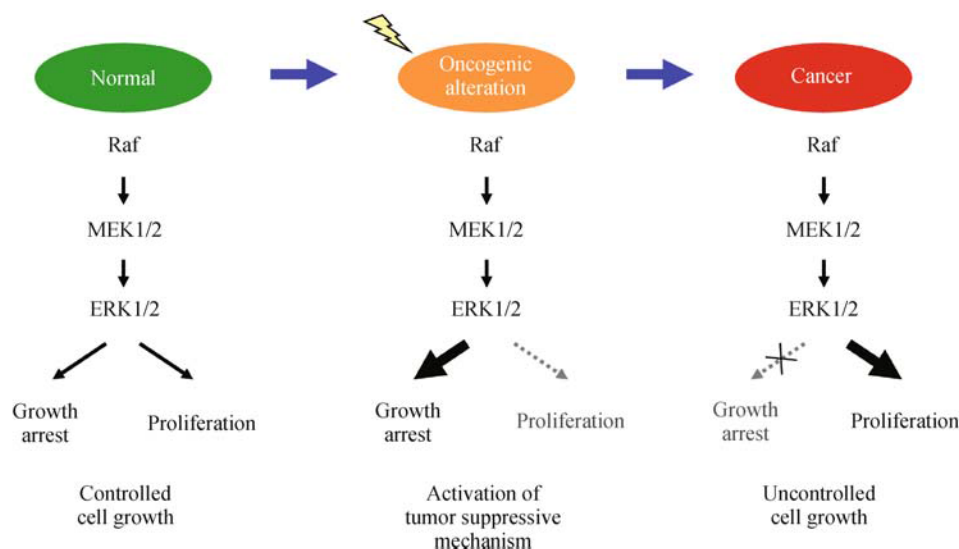 Normal
Oncogenic
alteration
Cancer
Raf
Raf
Raf
MEK1/2
MEK1/2
MEK1/2
ERK1/2
ERK1/2
ERK1/2
Growth
arrest
Proliferation
Growth
arrest
Proliferation
Growth
arrest
Proliferation
Controlled
cell growth
Activation of
tumor suppressive
mechanism
Uncontrolled
cell growth